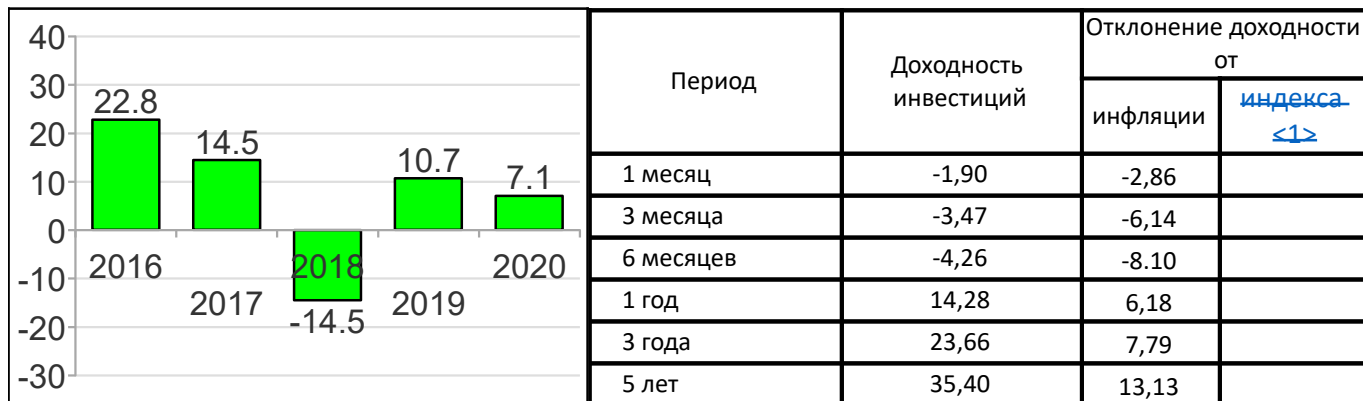 40
30
20
10
0
-10
-20
-30
22.8
14.5
-14.5
10.7
7.1
2016
2017
2018
2019
2020
Период
Доходность
инвестиций
Отклонение доходности
от
инфляции
индекса
<1>
1 месяц -1,90 -2,86
3 месяца -3,47 -6,14
6 месяцев -4,26 -8.10
1 год 14,28 6,18
3 года 23,66 7,79
5 лет 35,40 13,13